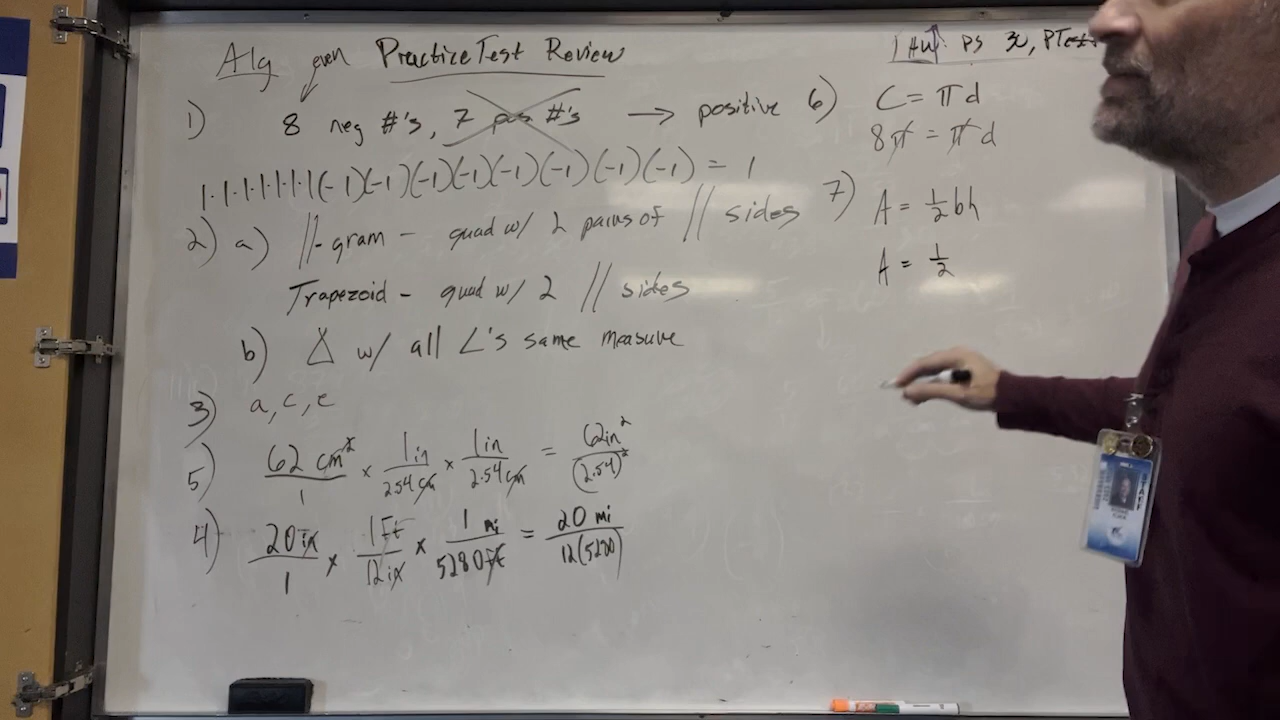 Alg even Practice Test Review
1) 8 neg #'s, 7 pos #'s → positive
1·1·1·1·1·1·1(-1)(-1)(-1)(-1)(-1)(-1)(-1)(-1) = 1
2) a) //-gram - quad w/ 2 pairs of // sides
Trapezoid - quad w/ 2 // sides
b) △ w/ all ∠'s same measure
3) a, c, e
5) 62 cm²/1 × 1 in/2.54 cm × 1 in/2.54 cm = 62 in²/(2.54)²
4) 20 in/1 × 1 Ft/12 in × 1 mi/5280 ft = 20 mi/12(5280)
HW: PS 30, PTest
6) C = πd
8π = πd
7) A = ½bh
A = ½
STAFF